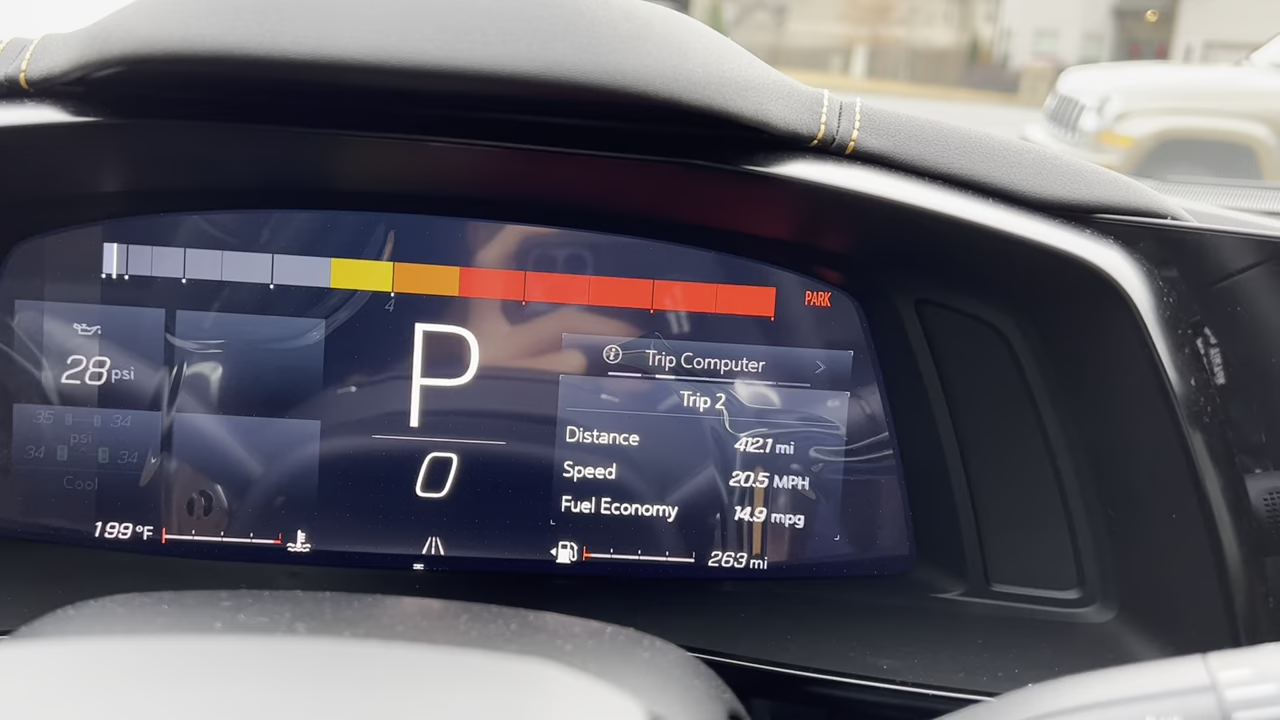 PARK
4
28 psi
35 34
psi
34 34
Cool
P
0
Trip Computer
Trip 2
Distance 412.1 mi
Speed 20.5 MPH
Fuel Economy 14.9 mpg
199 °F
263 mi